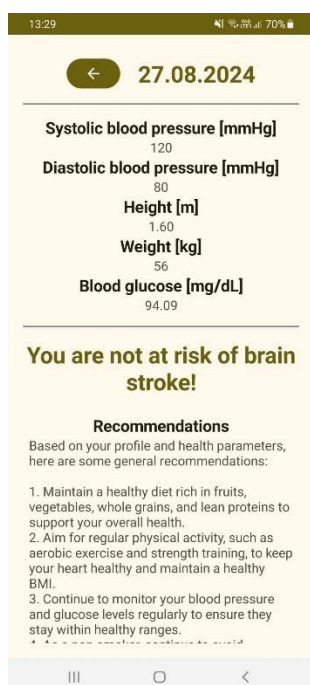 13:29
70%
27.08.2024
Systolic blood pressure [mmHg]
120
Diastolic blood pressure [mmHg]
80
Height [m]
1.60
Weight [kg]
56
Blood glucose [mg/dL]
94.09
You are not at risk of brain
stroke!
Recommendations
Based on your profile and health parameters,
here are some general recommendations:
1. Maintain a healthy diet rich in fruits,
vegetables, whole grains, and lean proteins to
support your overall health.
2. Aim for regular physical activity, such as
aerobic exercise and strength training, to keep
your heart healthy and maintain a healthy
BMI.
3. Continue to monitor your blood pressure
and glucose levels regularly to ensure they
stay within healthy ranges.